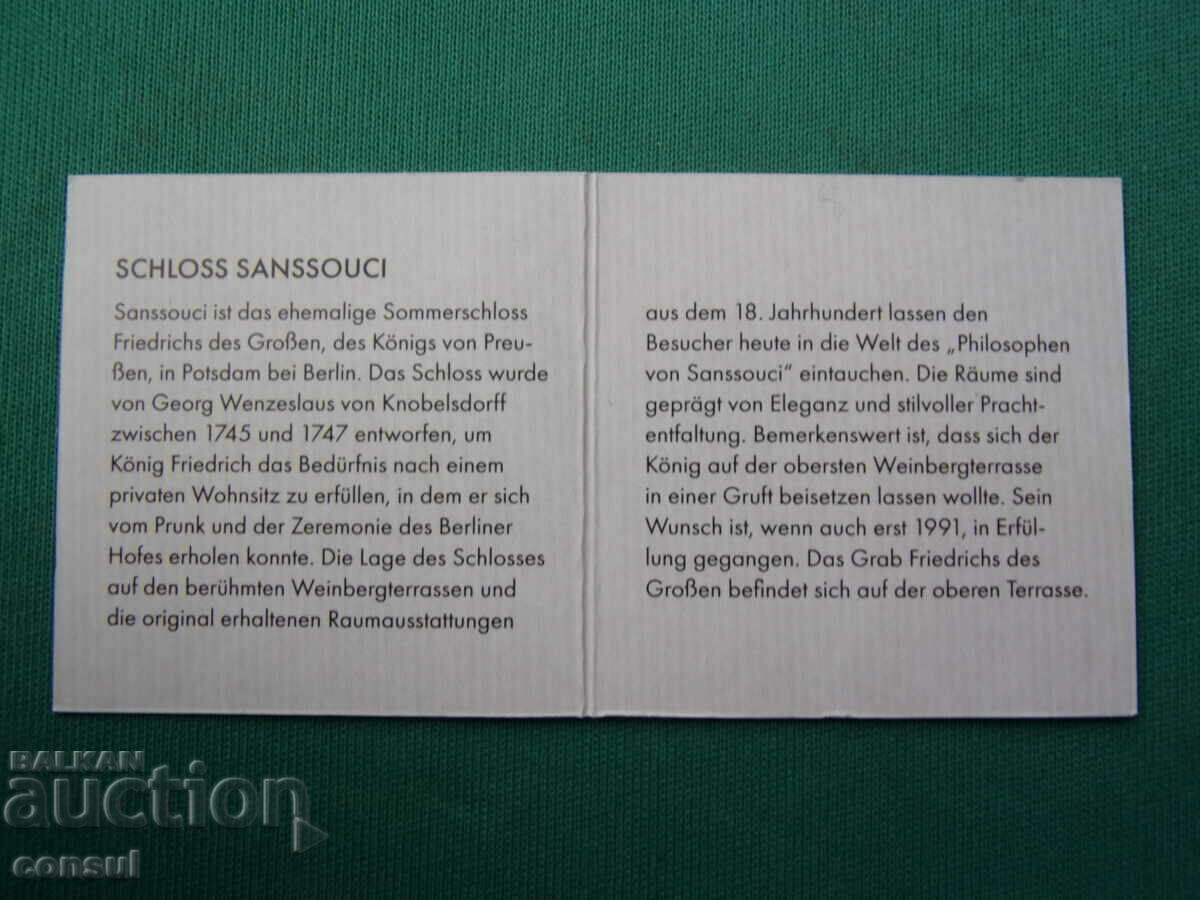 SCHLOSS SANSSOUCI
Sanssouci ist das ehemalige Sommerschloss
Friedrichs des Großen, des Königs von Preu-
ßen, in Potsdam bei Berlin. Das Schloss wurde
von Georg Wenzeslaus von Knobelsdorff
zwischen 1745 und 1747 entworfen, um
König Friedrich das Bedürfnis nach einem
privaten Wohnsitz zu erfüllen, in dem er sich
vom Prunk und der Zeremonie des Berliner
Hofes erholen konnte. Die Lage des Schlosses
auf den berühmten Weinbergterrassen und
die original erhaltenen Raumausstattungen
aus dem 18. Jahrhundert lassen den
Besucher heute in die Welt des „Philosophen
von Sanssouci“ eintauchen. Die Räume sind
geprägt von Eleganz und stilvoller Pracht-
entfaltung. Bemerkenswert ist, dass sich der
König auf der obersten Weinbergterrasse
in einer Gruft beisetzen lassen wollte. Sein
Wunsch ist, wenn auch erst 1991, in Erfül-
lung gegangen. Das Grab Friedrichs des
Großen befindet sich auf der oberen Terrasse.
BALKAN
auction
consul